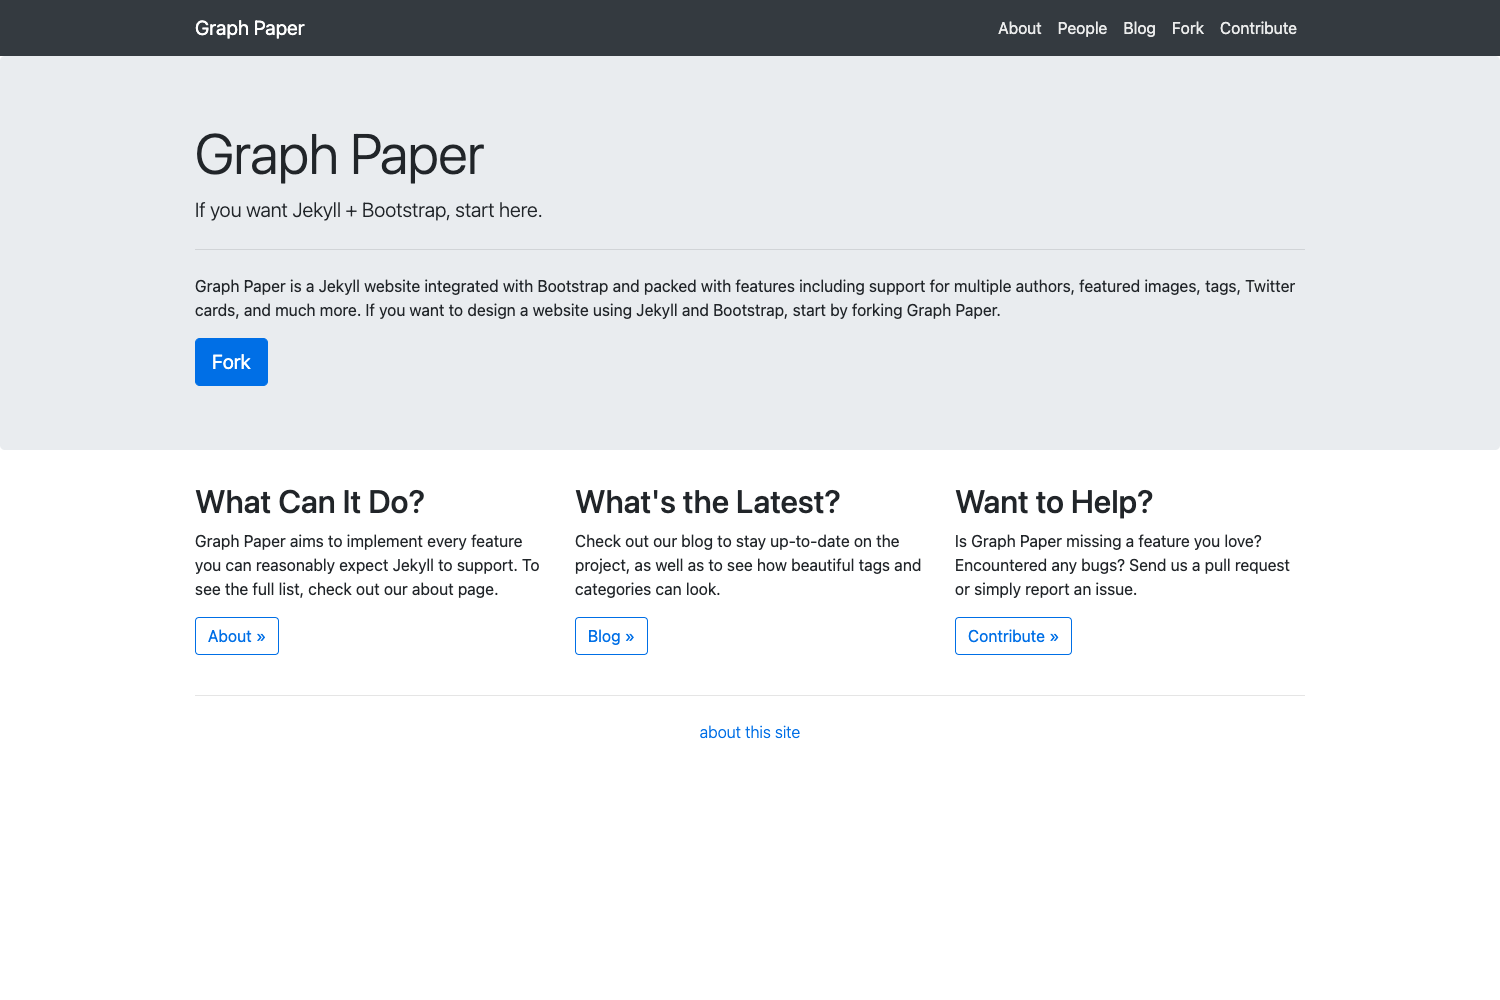 Graph Paper
About People Blog Fork Contribute
Graph Paper
If you want Jekyll + Bootstrap, start here.
Graph Paper is a Jekyll website integrated with Bootstrap and packed with features including support for multiple authors, featured images, tags, Twitter
cards, and much more. If you want to design a website using Jekyll and Bootstrap, start by forking Graph Paper.
Fork
What Can It Do?
Graph Paper aims to implement every feature
you can reasonably expect Jekyll to support. To
see the full list, check out our about page.
About »
What's the Latest?
Check out our blog to stay up-to-date on the
project, as well as to see how beautiful tags and
categories can look.
Blog »
Want to Help?
Is Graph Paper missing a feature you love?
Encountered any bugs? Send us a pull request
or simply report an issue.
Contribute »
about this site